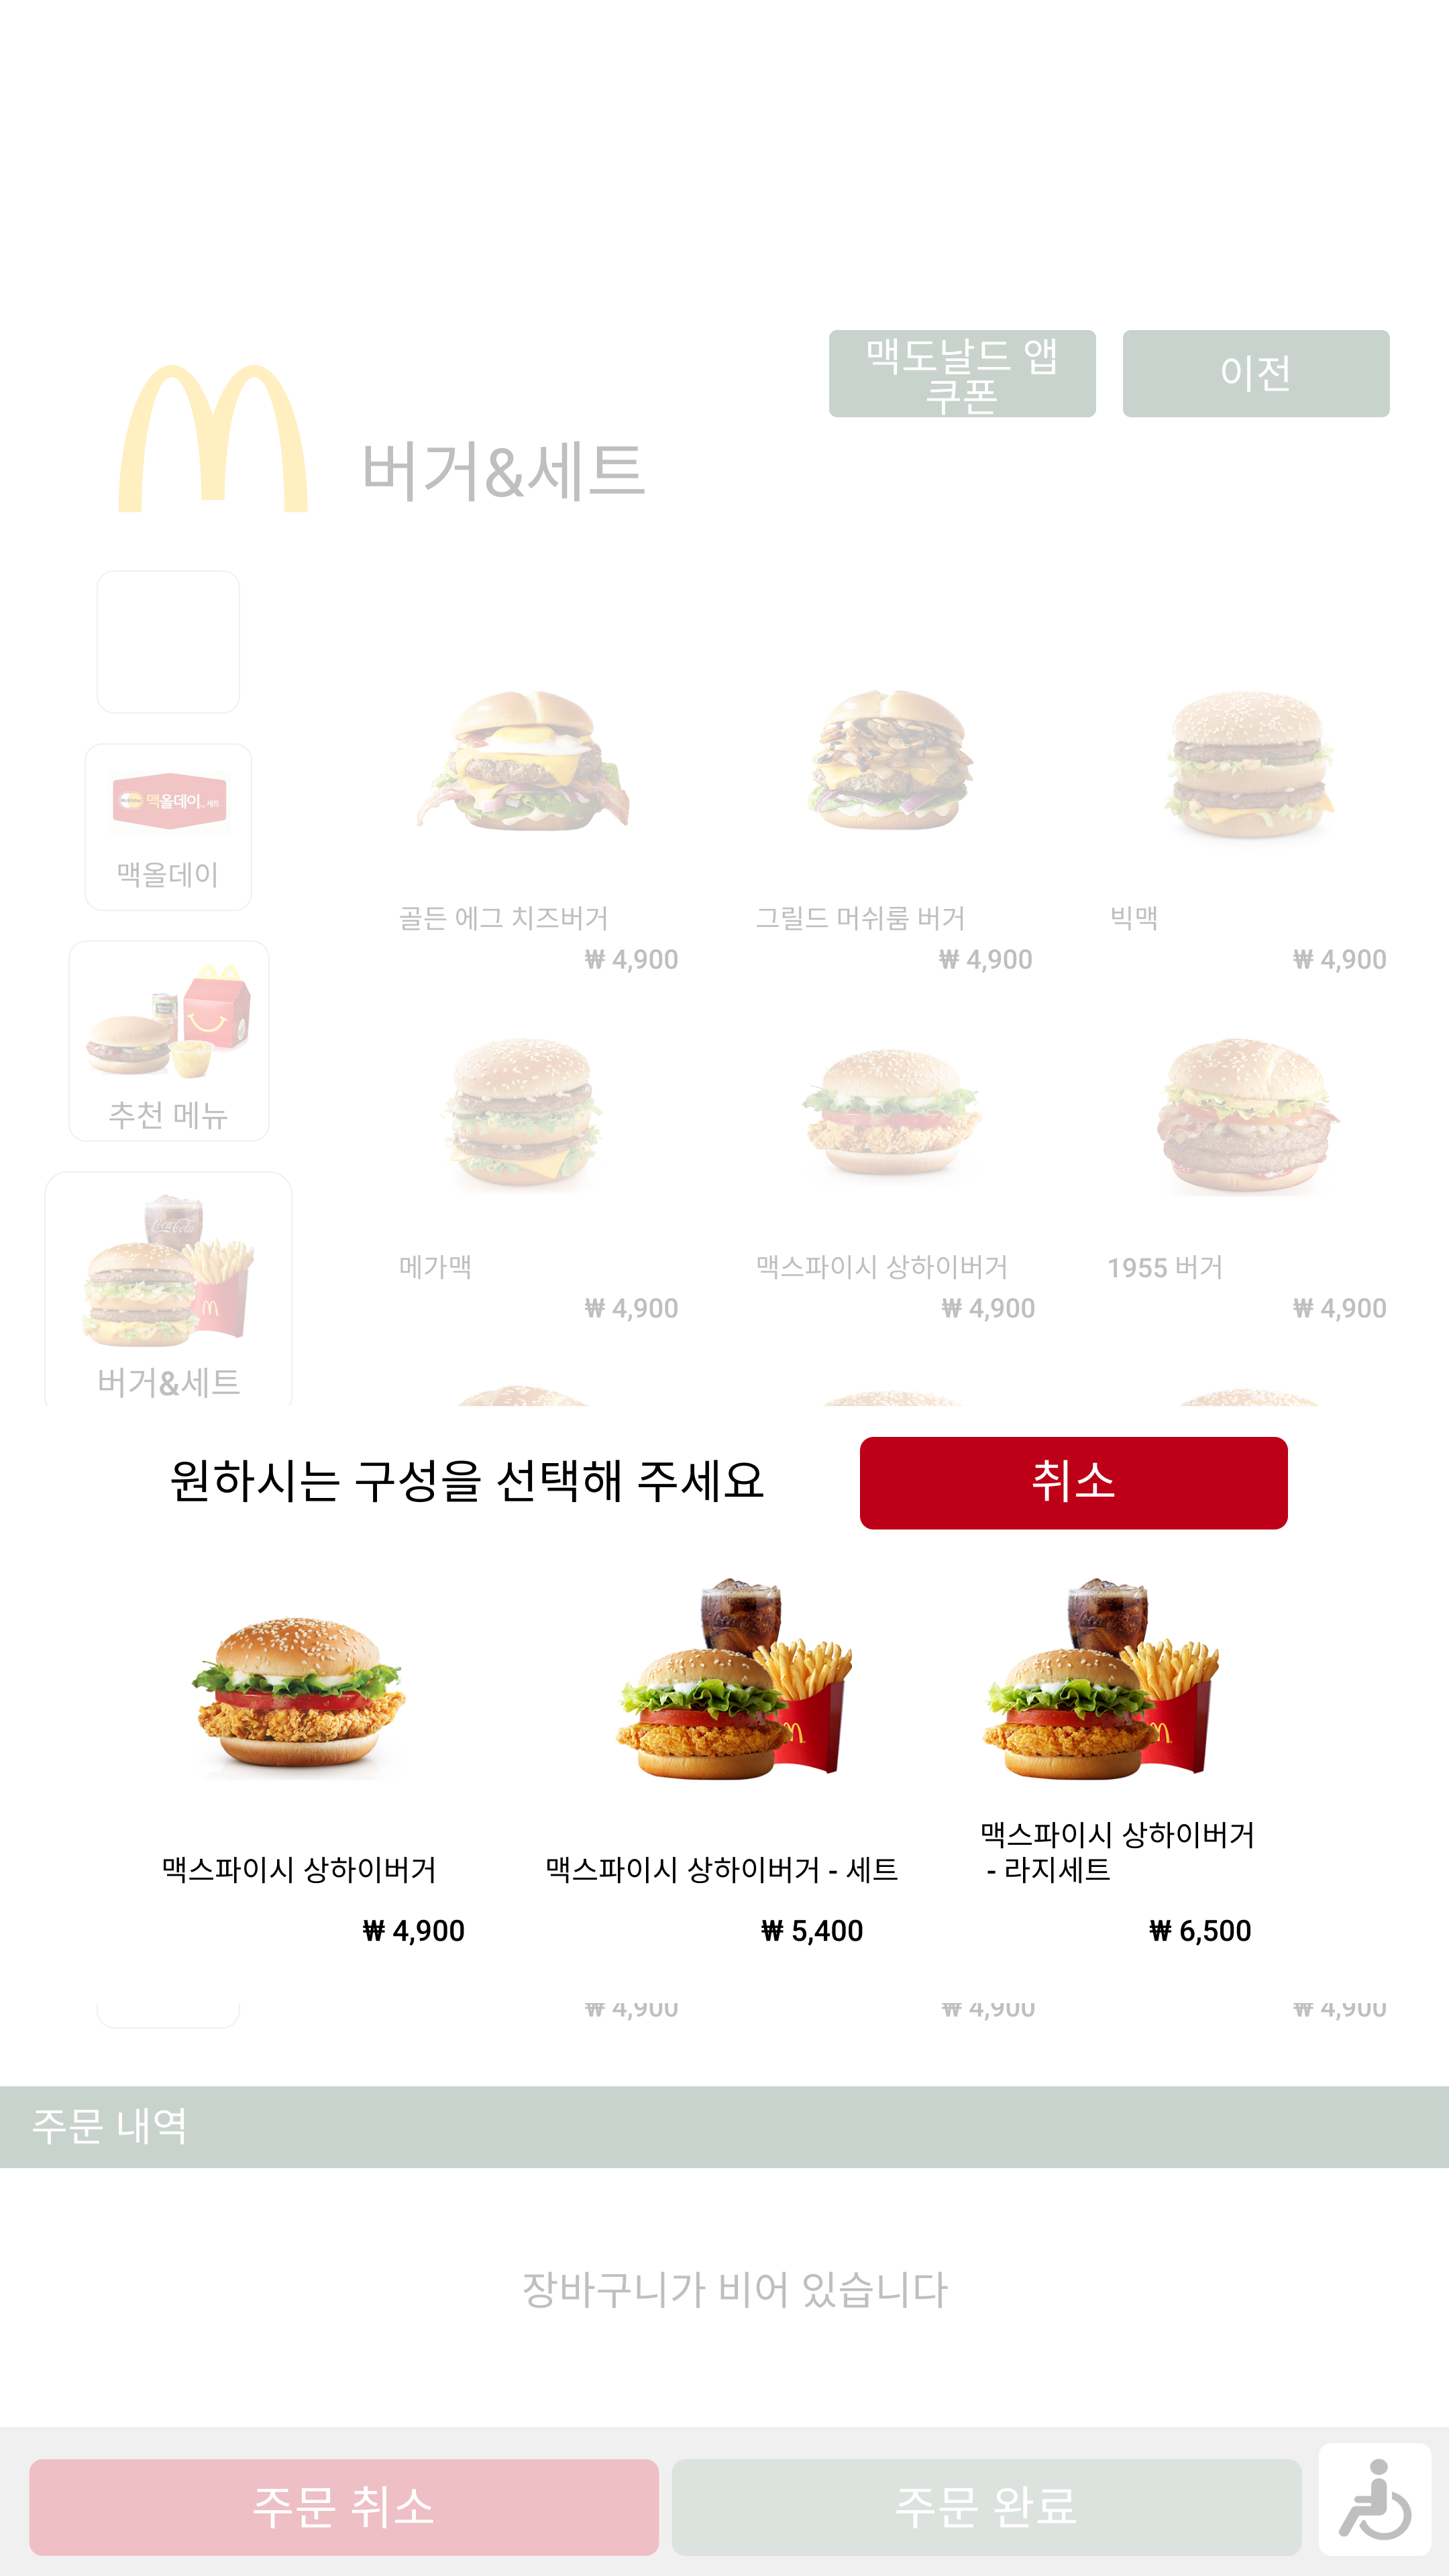 맥도날드 앱
쿠폰
이전
버거&세트
맥올데이 세트
맥올데이
추천 메뉴
Coca-Cola
버거&세트
골든 에그 치즈버거
₩ 4,900
그릴드 머쉬룸 버거
₩ 4,900
빅맥
₩ 4,900
메가맥
₩ 4,900
맥스파이시 상하이버거
₩ 4,900
1955 버거
₩ 4,900
원하시는 구성을 선택해 주세요
취소
맥스파이시 상하이버거
₩ 4,900
맥스파이시 상하이버거 - 세트
₩ 5,400
맥스파이시 상하이버거
- 라지세트
₩ 6,500
₩ 4,900
₩ 4,900
₩ 4,900
주문 내역
장바구니가 비어 있습니다
주문 취소
주문 완료